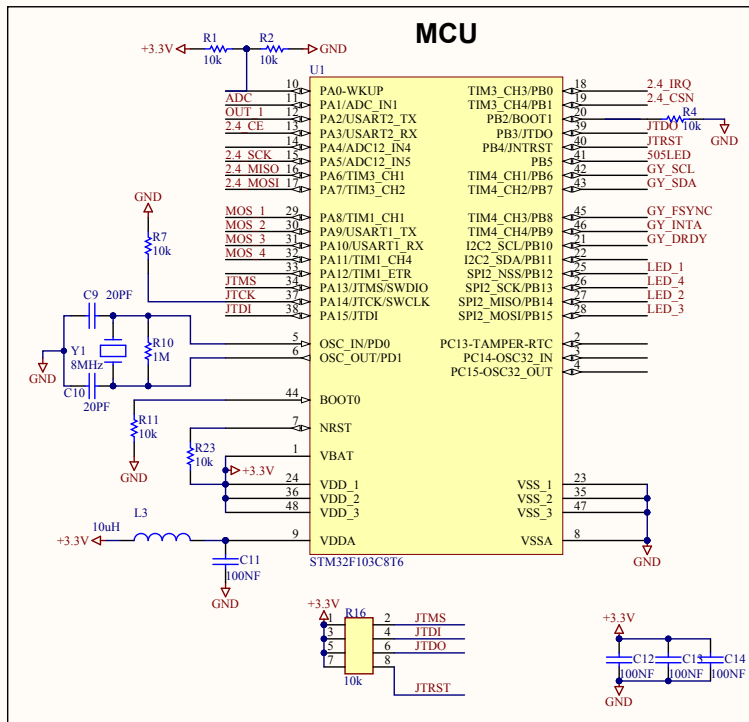 MCU
R1 R2
+3.3V GND
10k 10k
U1
10 PA0-WKUP TIM3_CH3/PB0 18 2.4_IRQ
ADC 11 PA1/ADC_IN1 TIM3_CH4/PB1 19 2.4_CSN
OUT_1 12 PA2/USART2_TX PB2/BOOT1 20 R4
2.4_CE 13 PA3/USART2_RX PB3/JTDO 39 JTDO 10k GND
14 PA4/ADC12_IN4 PB4/JNTRST 40 JTRST
2.4_SCK 15 PA5/ADC12_IN5 PB5 41 505LED
2.4_MISO 16 PA6/TIM3_CH1 TIM4_CH1/PB6 42 GY_SCL
2.4_MOSI 17 PA7/TIM3_CH2 TIM4_CH2/PB7 43 GY_SDA
GND
MOS_1 29 PA8/TIM1_CH1 TIM4_CH3/PB8 45 GY_FSYNC
MOS_2 30 PA9/USART1_TX TIM4_CH4/PB9 46 GY_INTA
R7 MOS_3 31 PA10/USART1_RX I2C2_SCL/PB10 21 GY_DRDY
10k MOS_4 32 PA11/TIM1_CH4 I2C2_SDA/PB11 22
33 PA12/TIM1_ETR SPI2_NSS/PB12 25 LED_1
JTMS 34 PA13/JTMS/SWDIO SPI2_SCK/PB13 26 LED_4
JTCK 37 PA14/JTCK/SWCLK SPI2_MISO/PB14 27 LED_2
JTDI 38 PA15/JTDI SPI2_MOSI/PB15 28 LED_3
C9 20PF
5 OSC_IN/PD0 PC13-TAMPER-RTC 2
Y1 R10 6 OSC_OUT/PD1 PC14-OSC32_IN 3
8MHz 1M
GND PC15-OSC32_OUT 4
C10
20PF
44 BOOT0
R11
10k 7 NRST
R23
10k 1 VBAT
GND +3.3V
24 VDD_1 VSS_1 23
36 VDD_2 VSS_2 35
48 VDD_3 VSS_3 47
L3
10uH
+3.3V 9 VDDA VSSA 8
C11 STM32F103C8T6 GND
100NF
GND
+3.3V R16
1 2 JTMS
3 4 JTDI
5 6 JTDO
7 8
10k JTRST
+3.3V
C12 C13 C14
100NF 100NF 100NF
GND